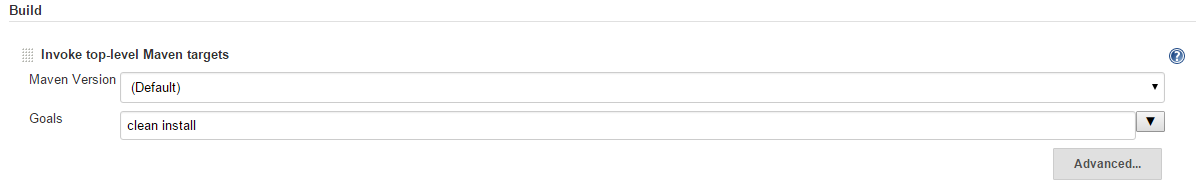 Build
Invoke top-level Maven targets
?
Maven Version
(Default)
Goals
clean install
Advanced...